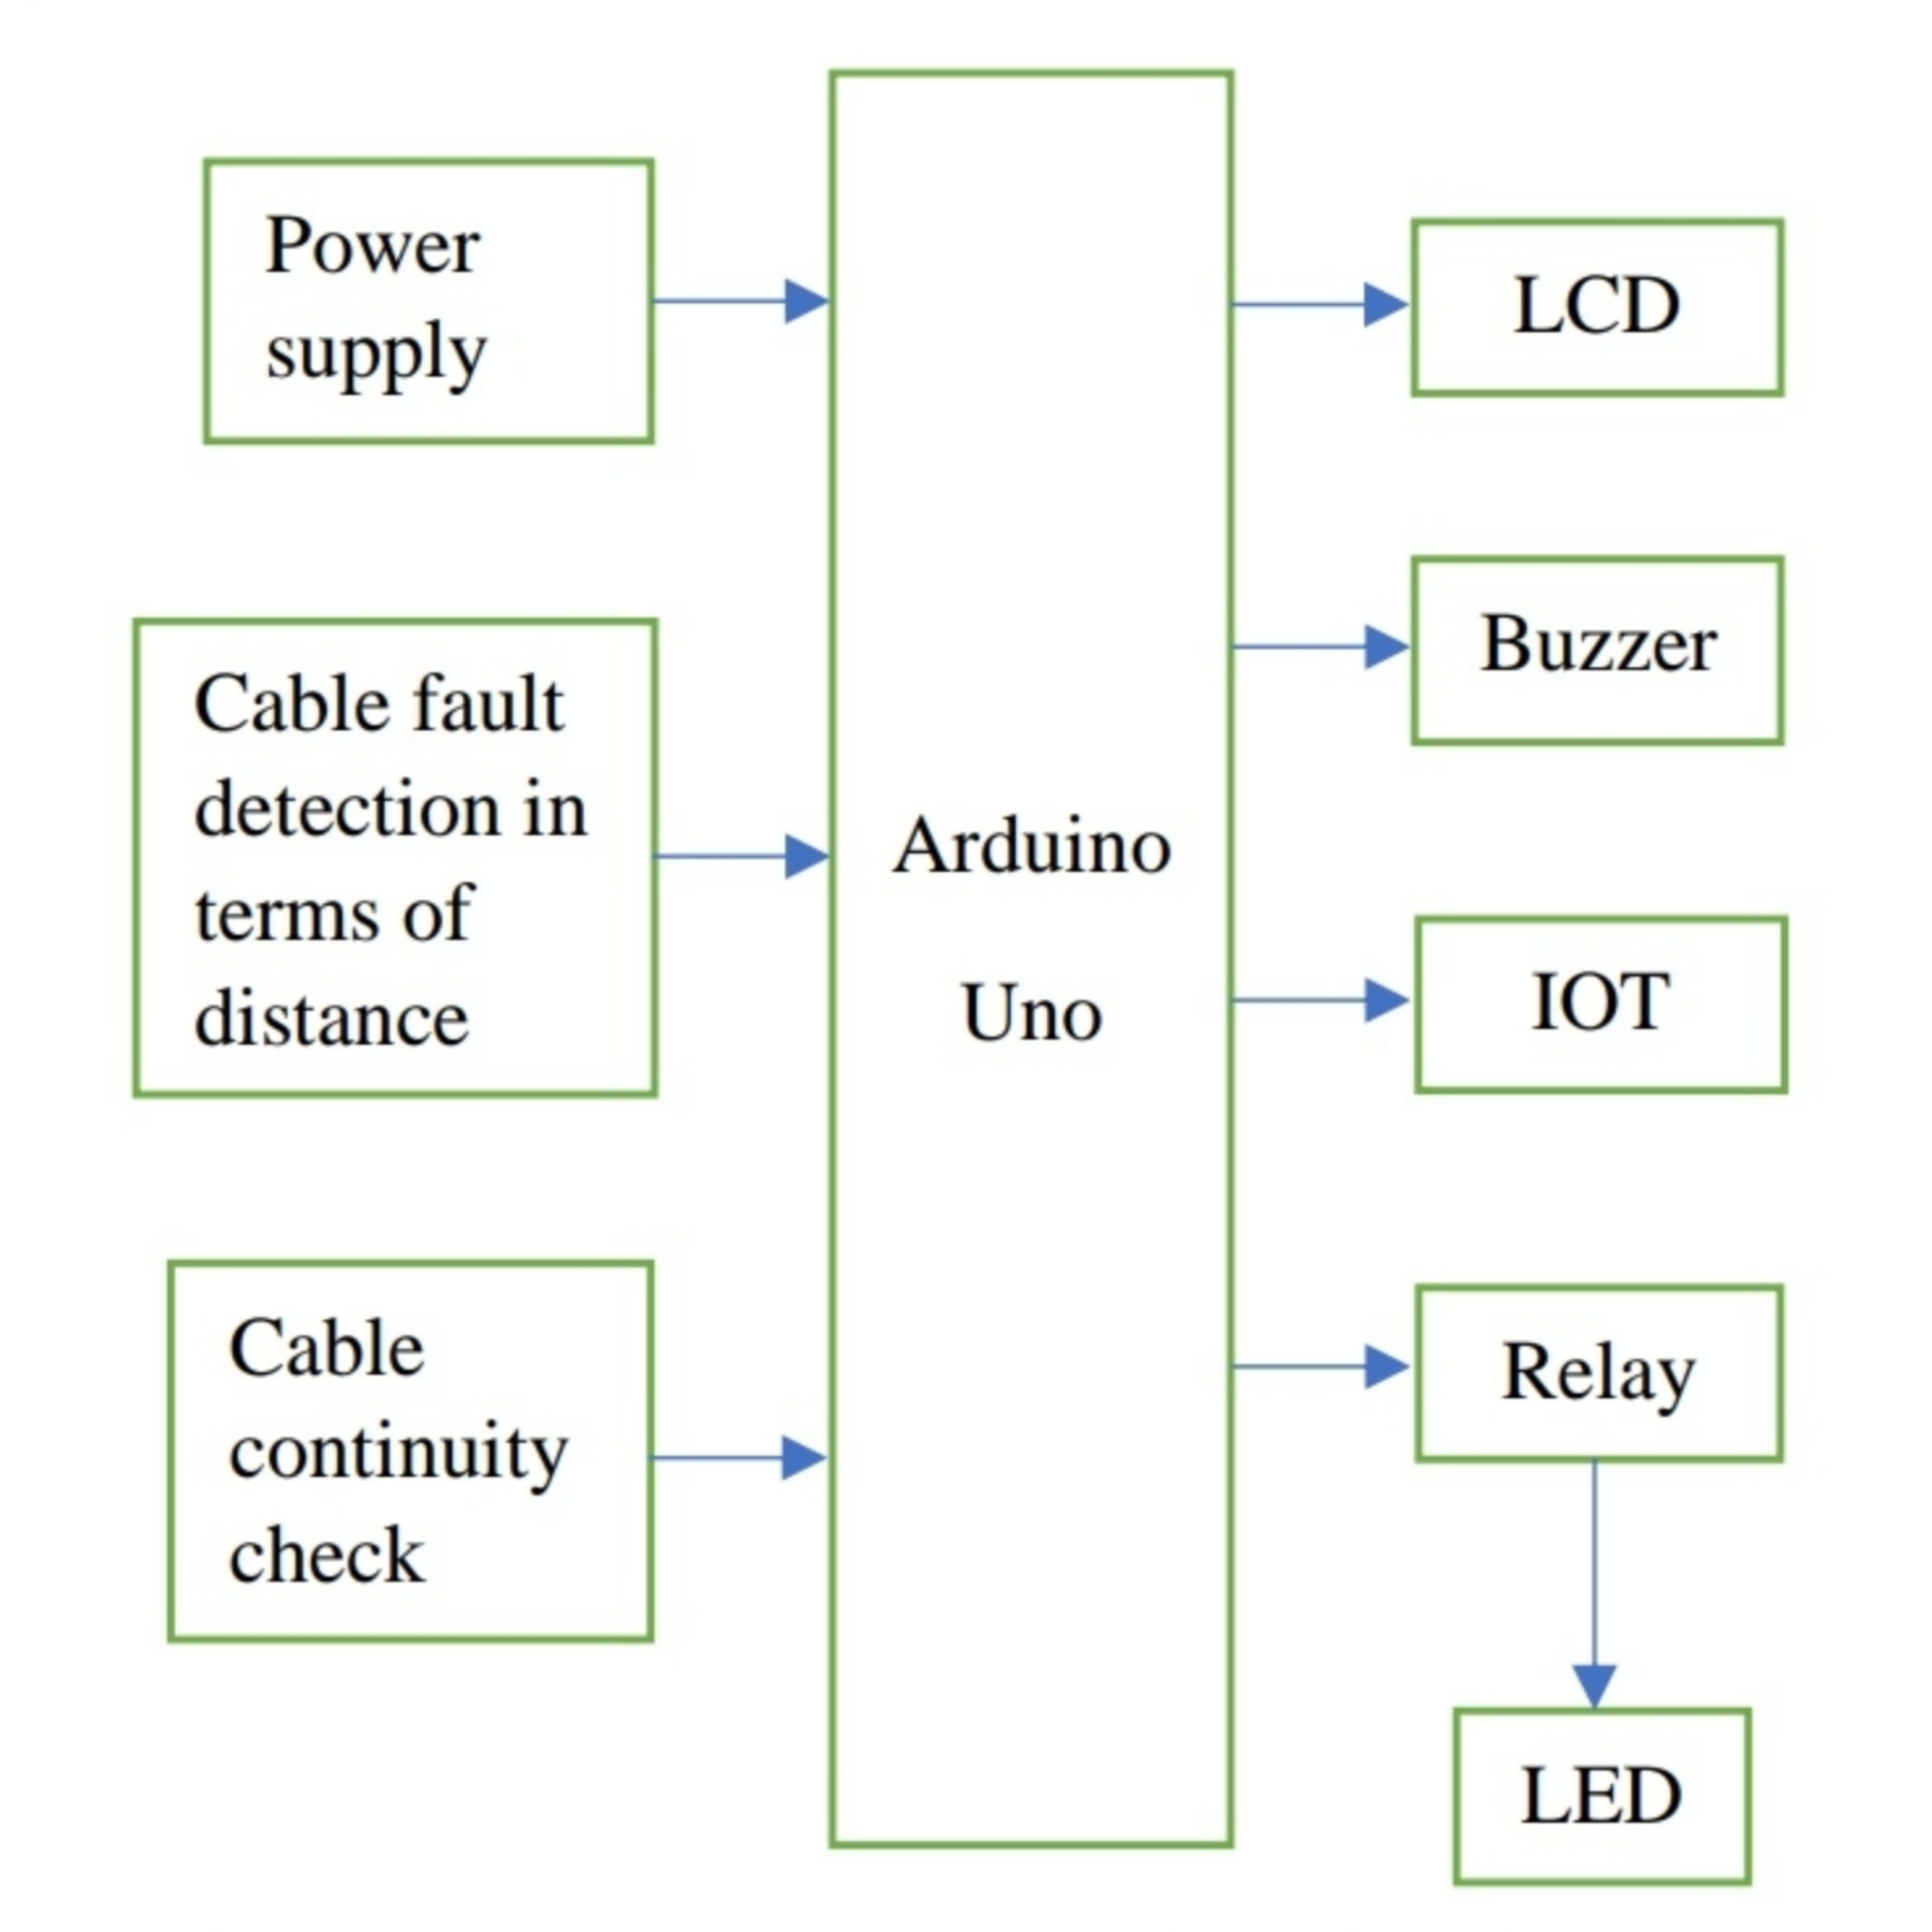 Power
supply
Cable fault
detection in
terms of
distance
Cable
continuity
check
Arduino
Uno
LCD
Buzzer
IOT
Relay
LED